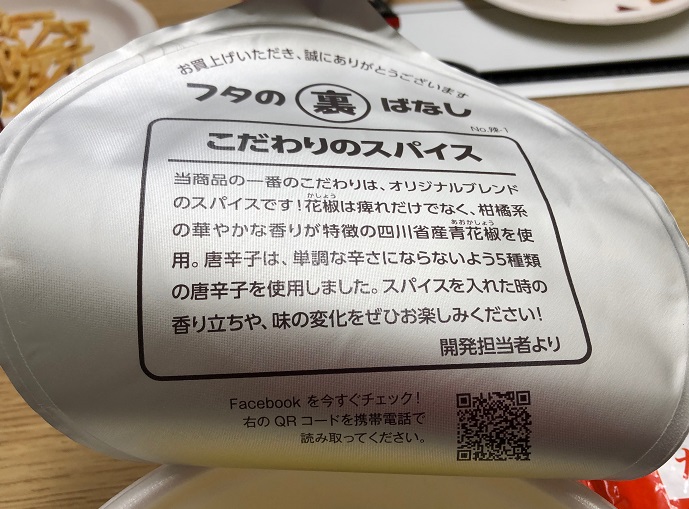 お買上げいただき、誠にありがとうございます
フタの裏ばなし
No.辣-1
こだわりのスパイス
当商品の一番のこだわりは、オリジナルブレンド
かしょう
のスパイスです！花椒は痺れだけでなく、柑橘系
あおかしょう
の華やかな香りが特徴の四川省産青花椒を使
用。唐辛子は、単調な辛さにならないよう5種類
の唐辛子を使用しました。スパイスを入れた時の
香り立ちや、味の変化をぜひお楽しみください！
開発担当者より
Facebook を今すぐチェック！
右の QR コードを携帯電話で
読み取ってください。